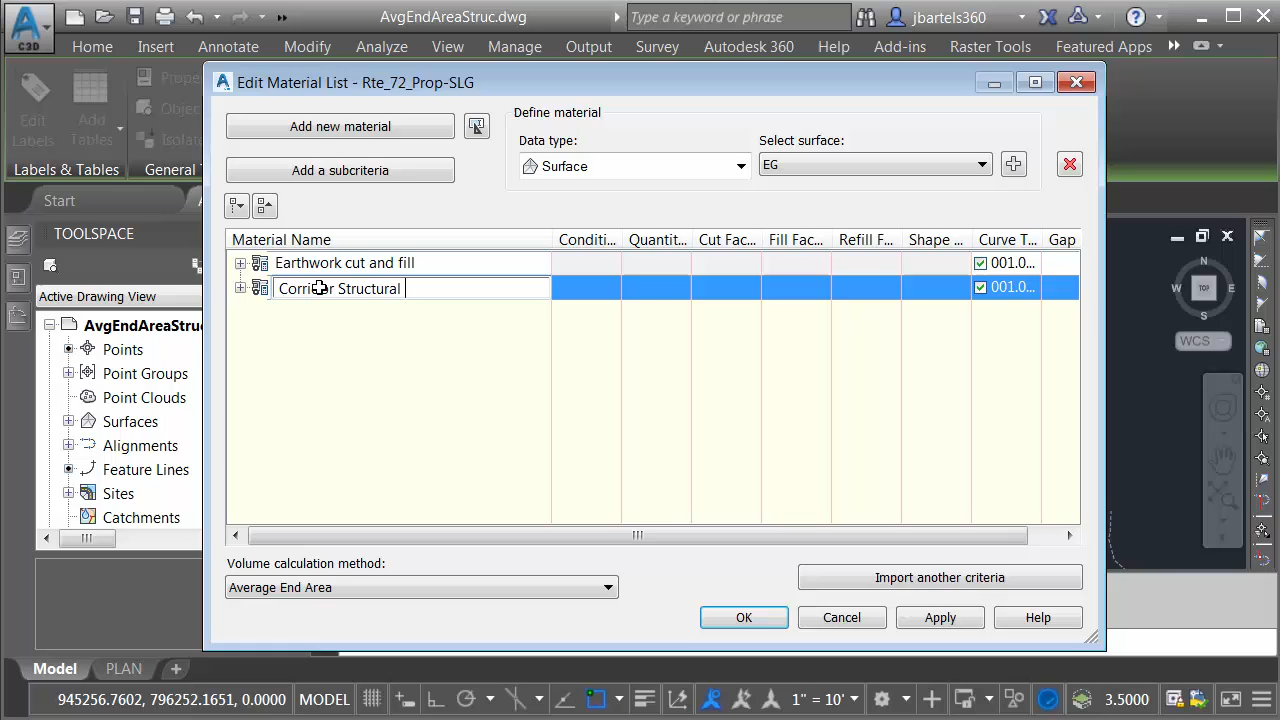 AvgEndAreaStruc.dwg
Type a keyword or phrase
jbartels360
C3D
Home Insert Annotate Modify Analyze View Manage Output Survey Autodesk 360 Help Add-ins Raster Tools Featured Apps
Edit Labels
Add Tables
Prope
Objec
Isolat
Labels & Tables
General T
Start
Edit Material List - Rte_72_Prop-SLG
Add new material
Add a subcriteria
Define material
Data type:
Surface
Select surface:
EG
TOOLSPACE
Active Drawing View
AvgEndAreaStruc
Points
Point Groups
Point Clouds
Surfaces
Alignments
Feature Lines
Sites
Catchments
Material Name Conditi... Quantit... Cut Fac... Fill Fac... Refill F... Shape ... Curve T... Gap
Earthwork cut and fill 001.0...
Corridor Structural 001.0...
N
W TOP E
S
WCS
Volume calculation method:
Average End Area
Import another criteria
OK Cancel Apply Help
Model PLAN
945256.7602, 796252.1651, 0.0000 MODEL 1" = 10' 3.5000